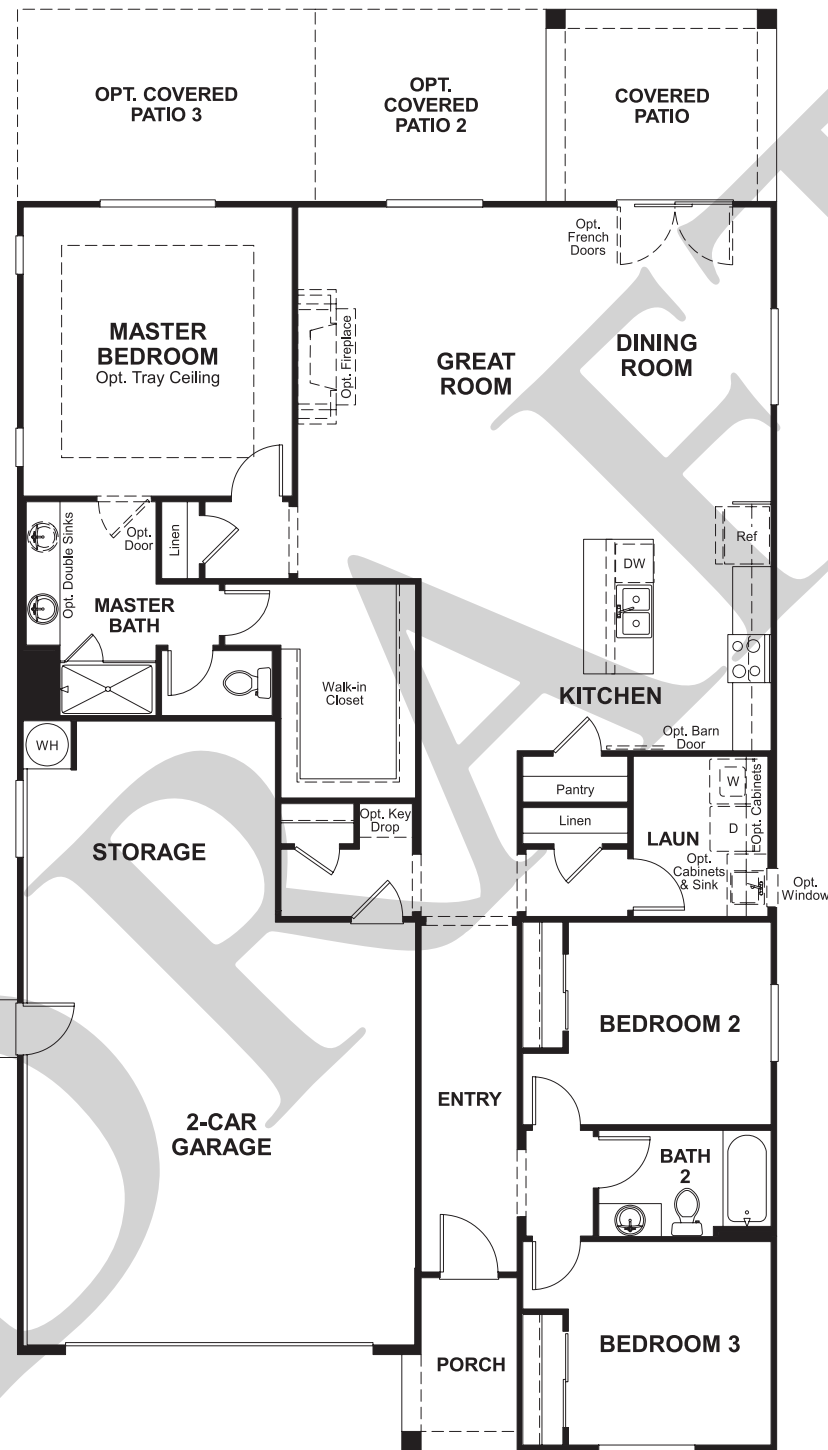 OPT. COVERED
PATIO 3
OPT.
COVERED
PATIO 2
COVERED
PATIO
Opt.
French
Doors
MASTER
BEDROOM
Opt. Tray Ceiling
Opt. Fireplace
GREAT
ROOM
DINING
ROOM
Opt. Double Sinks
Opt.
Door
Linen
MASTER
BATH
Ref
DW
KITCHEN
Walk-in
Closet
Opt. Barn
Door
WH
Pantry
W
Opt. Cabinets
Linen
LAUN
D
Opt. Key
Drop
STORAGE
Opt.
Cabinets
& Sink
Opt.
Window
BEDROOM 2
ENTRY
2-CAR
GARAGE
BATH
2
BEDROOM 3
PORCH
DRAFT